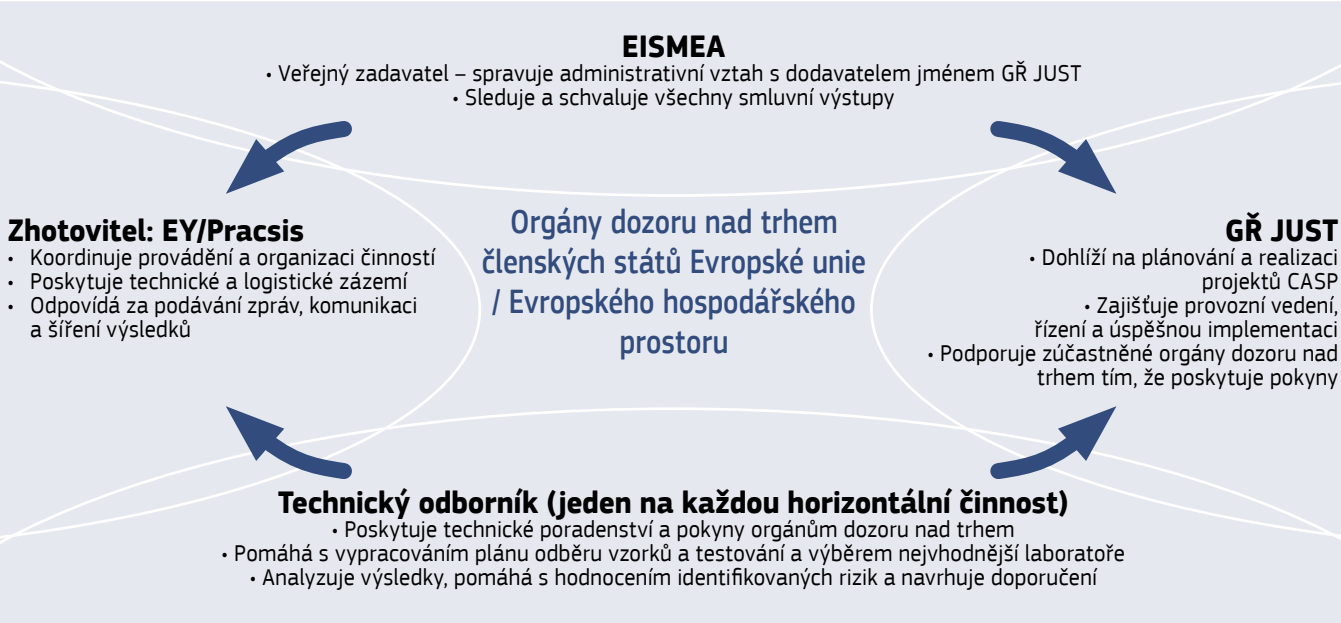 EISMEA
• Veřejný zadavatel – spravuje administrativní vztah s dodavatelem jménem GŘ JUST
• Sleduje a schvaluje všechny smluvní výstupy
Zhotovitel: EY/Pracsis
• Koordinuje provádění a organizaci činností
• Poskytuje technické a logistické zázemí
• Odpovídá za podávání zpráv, komunikaci
a šíření výsledků
Orgány dozoru nad trhem
členských států Evropské unie
/ Evropského hospodářského
prostoru
GŘ JUST
• Dohlíží na plánování a realizaci
projektů CASP
• Zajišťuje provozní vedení,
řízení a úspěšnou implementaci
• Podporuje zúčastněné orgány dozoru nad
trhem tím, že poskytuje pokyny
Technický odborník (jeden na každou horizontální činnost)
• Poskytuje technické poradenství a pokyny orgánům dozoru nad trhem
• Pomáhá s vypracováním plánu odběru vzorků a testování a výběrem nejvhodnější laboratoře
• Analyzuje výsledky, pomáhá s hodnocením identifikovaných rizik a navrhuje doporučení